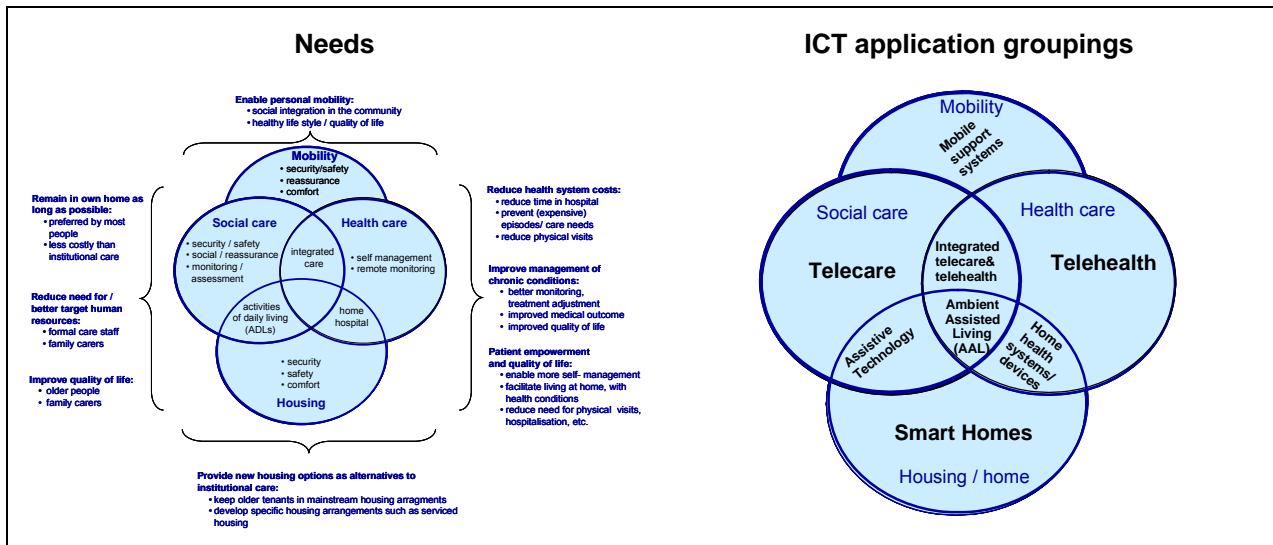 Needs
Enable personal mobility:
• social integration in the community
• healthy life style / quality of life
Mobility
• security/safety
• reassurance
• comfort
Remain in own home as
long as possible:
• preferred by most
people
• less costly than
institutional care
Reduce need for /
better target human
resources:
• formal care staff
• family carers
Improve quality of life:
• older people
• family carers
Social care
• security / safety
• social / reassurance
• monitoring /
assessment
integrated
care
Health care
• self management
• remote monitoring
activities
of daily living
(ADLs)
home
hospital
• security
• safety
• comfort
Housing
Reduce health system costs:
• reduce time in hospital
• prevent (expensive)
episodes/ care needs
• reduce physical visits
Improve management of
chronic conditions:
• better monitoring,
treatment adjustment
• improved medical outcome
• improved quality of life
Patient empowerment
and quality of life:
• enable more self- management
• facilitate living at home, with
health conditions
• reduce need for physical visits,
hospitalisation, etc.
Provide new housing options as alternatives to
institutional care:
• keep older tenants in mainstream housing arragments
• develop specific housing arrangements such as serviced
housing
ICT application groupings
Mobility
Mobile
support
systems
Social care
Telecare
Integrated
telecare&
telehealth
Health care
Telehealth
Assistive
Technology
Ambient
Assisted
Living
(AAL)
Home
health
systems/
devices
Smart Homes
Housing / home